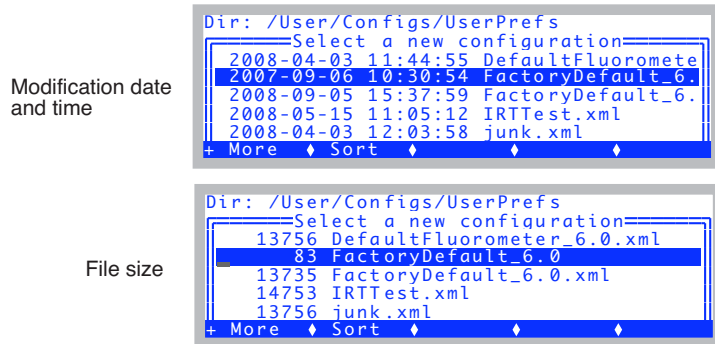 Modification date
and time
Dir: /User/Configs/UserPrefs
Select a new configuration
2008-04-03 11:44:55 DefaultFluoromete
2007-09-06 10:30:54 FactoryDefault_6.
2008-09-05 15:37:59 FactoryDefault_6.
2008-05-15 11:05:12 IRTTest.xml
2008-04-03 12:03:58 junk.xml
+ More ♦ Sort ♦ ♦ ♦
File size
Dir: /User/Configs/UserPrefs
Select a new configuration
13756 DefaultFluorometer_6.0.xml
83 FactoryDefault_6.0
13735 FactoryDefault_6.0.xml
14753 IRTTest.xml
13756 junk.xml
+ More ♦ Sort ♦ ♦ ♦